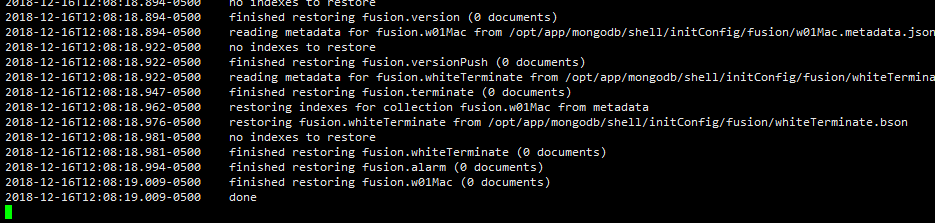 2018-12-16T12:08:18.894-0500 no indexes to restore
2018-12-16T12:08:18.894-0500 finished restoring fusion.version (0 documents)
2018-12-16T12:08:18.894-0500 reading metadata for fusion.w01Mac from /opt/app/mongodb/shell/initConfig/fusion/w01Mac.metadata.json
2018-12-16T12:08:18.922-0500 no indexes to restore
2018-12-16T12:08:18.922-0500 finished restoring fusion.versionPush (0 documents)
2018-12-16T12:08:18.922-0500 reading metadata for fusion.whiteTerminate from /opt/app/mongodb/shell/initConfig/fusion/whiteTermina
2018-12-16T12:08:18.947-0500 finished restoring fusion.terminate (0 documents)
2018-12-16T12:08:18.962-0500 restoring indexes for collection fusion.w01Mac from metadata
2018-12-16T12:08:18.976-0500 restoring fusion.whiteTerminate from /opt/app/mongodb/shell/initConfig/fusion/whiteTerminate.bson
2018-12-16T12:08:18.981-0500 no indexes to restore
2018-12-16T12:08:18.981-0500 finished restoring fusion.whiteTerminate (0 documents)
2018-12-16T12:08:18.994-0500 finished restoring fusion.alarm (0 documents)
2018-12-16T12:08:19.009-0500 finished restoring fusion.w01Mac (0 documents)
2018-12-16T12:08:19.009-0500 done